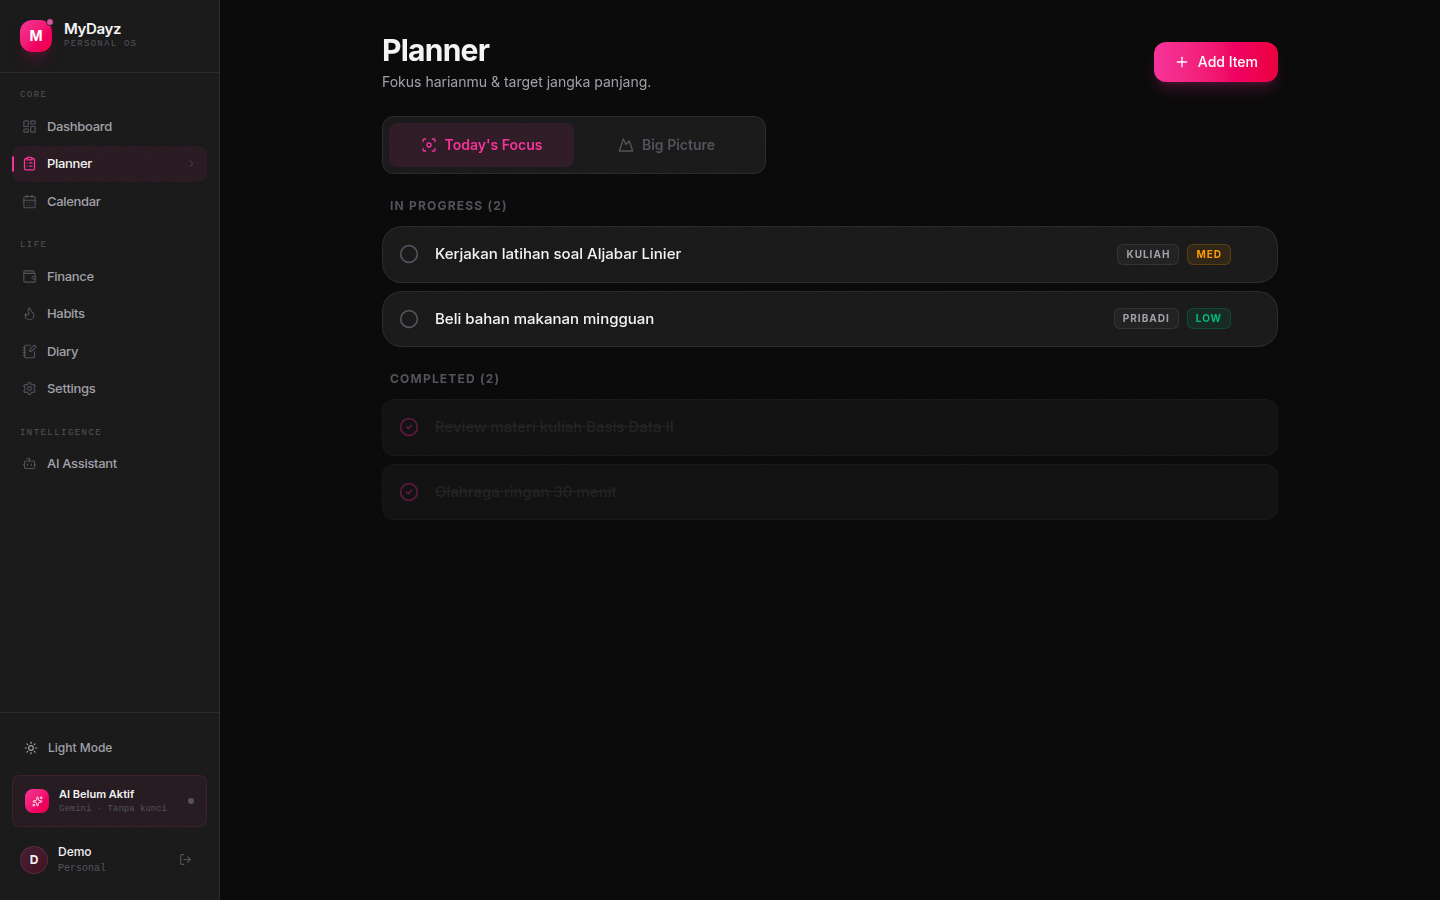 M
MyDayz
PERSONAL OS
CORE
Dashboard
Planner
Calendar
LIFE
Finance
Habits
Diary
Settings
INTELLIGENCE
AI Assistant
Light Mode
AI Belum Aktif
Gemini · Tanpa kunci
D
Demo
Personal
Planner
Fokus harianmu & target jangka panjang.
Add Item
Today's Focus
Big Picture
IN PROGRESS (2)
Kerjakan latihan soal Aljabar Linier
KULIAH
MED
Beli bahan makanan mingguan
PRIBADI
LOW
COMPLETED (2)
Review materi kuliah Basis Data II
Olahraga ringan 30 menit